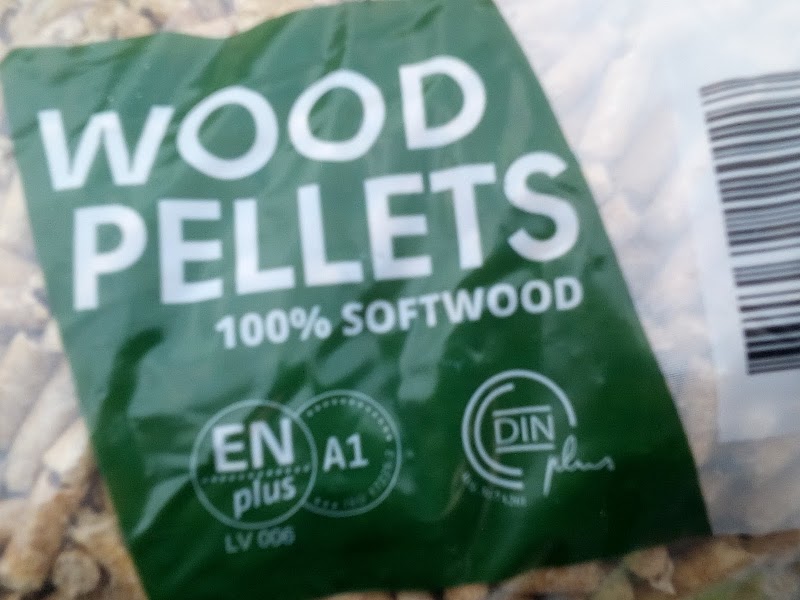 WOOD
PELLETS
100% SOFTWOOD
EN
plus
A1
DIN
plus
LV 006